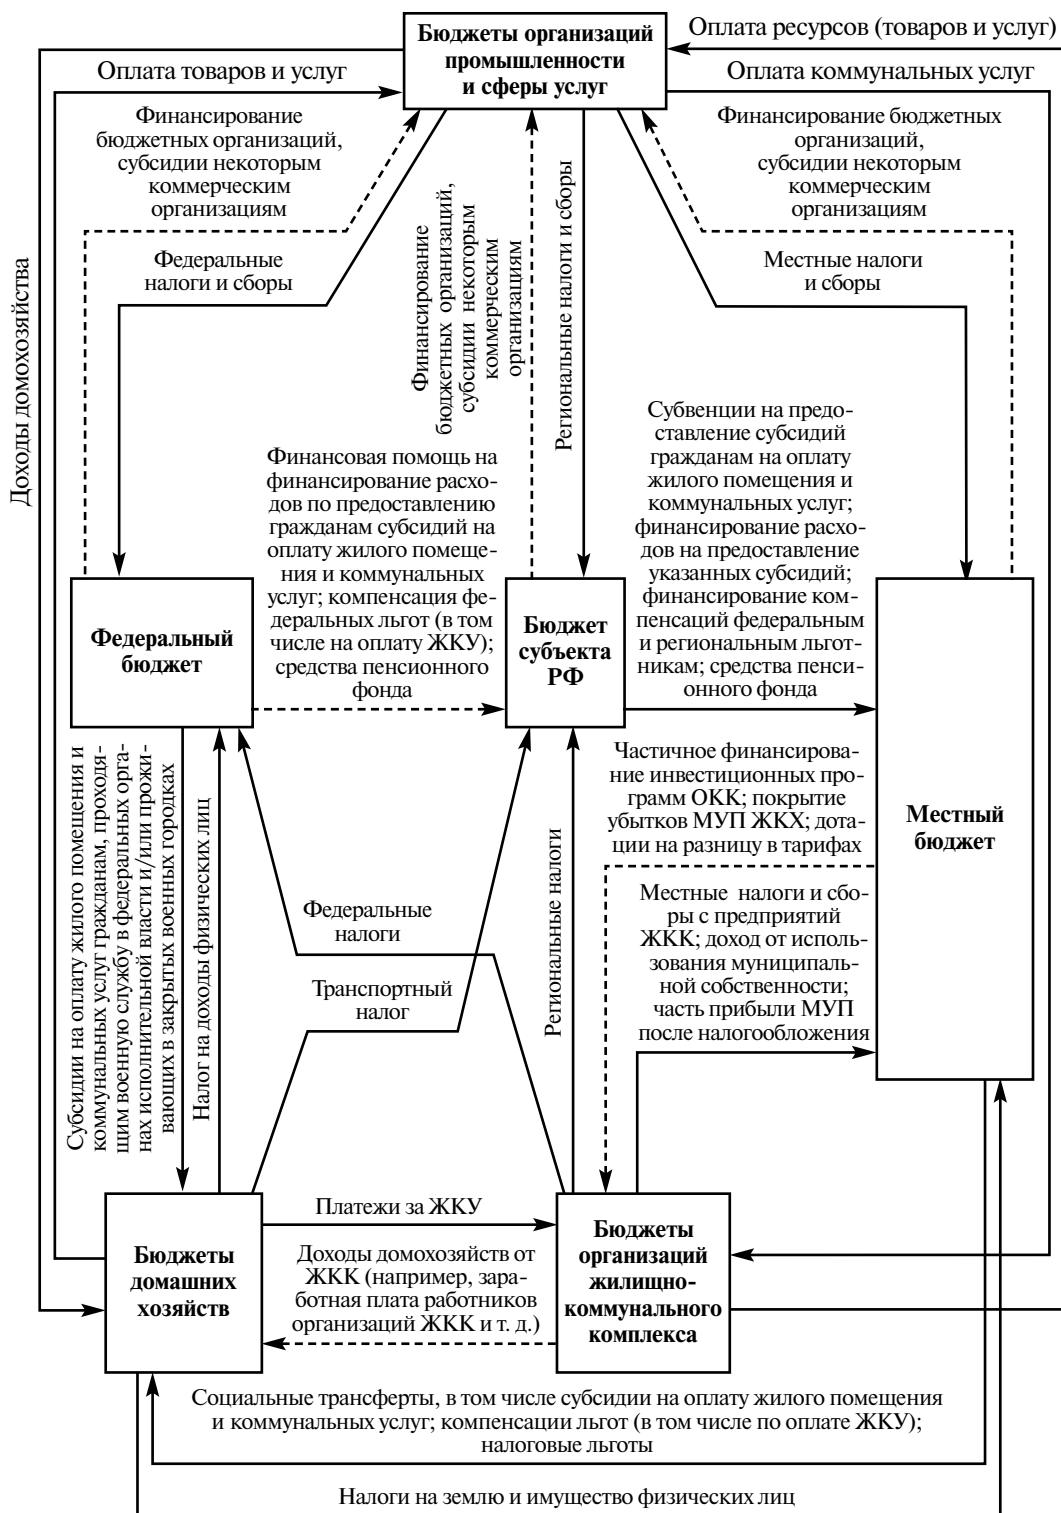 Оплата ресурсов (товаров и услуг)
Бюджеты организаций
промышленности
и сферы услуг
Оплата товаров и услуг
Оплата коммунальных услуг
Финансирование
бюджетных организаций,
субсидии некоторым
коммерческим
организациям
Финансирование бюджетных
организаций,
субсидии некоторым
коммерческим
организациям
Финансирование
бюджетных организаций,
субсидии некоторым
коммерческим
организациям
Региональные налоги и сборы
Федеральные
налоги и сборы
Местные налоги
и сборы
Доходы домохозяйства
Финансовая помощь на
финансирование расхо-
дов по предоставлению
гражданам субсидий на
оплату жилого помеще-
ния и коммунальных
услуг; компенсация фе-
деральных льгот (в том
числе на оплату ЖКУ);
средства пенсионного
фонда
Субвенции на предо-
ставление субсидий
гражданам на оплату
жилого помещения и
коммунальных услуг;
финансирование расхо-
дов на предоставление
указанных субсидий;
финансирование ком-
пенсаций федеральным
и региональным льгот-
никам; средства пенси-
онного фонда
Федеральный
бюджет
Бюджет
субъекта
РФ
Местный
бюджет
Субсидии на оплату жилого помещения и
коммунальных услуг гражданам, проходя-
щим военную службу в федеральных орга-
нах исполнительной власти и/или прожи-
вающих в закрытых военных городках
Налог на доходы физических лиц
Частичное финансирова-
ние инвестиционных про-
грамм ОКК; покрытие
убытков МУП ЖКХ; дота-
ции на разницу в тарифах
Региональные налоги
Федеральные
налоги
Транспортный
налог
Местные налоги и сбо-
ры с предприятий
ЖКК; доход от исполь-
зования муниципаль-
ной собственности;
часть прибыли МУП
после налогообложения
Платежи за ЖКУ
Бюджеты
домашних
хозяйств
Доходы домохозяйств от
ЖКК (например, зара-
ботная плата работников
организаций ЖКК и т. д.)
Бюджеты
организаций
жилищно-
коммунального
комплекса
Социальные трансферты, в том числе субсидии на оплату жилого помещения
и коммунальных услуг; компенсации льгот (в том числе по оплате ЖКУ);
налоговые льготы
Налоги на землю и имущество физических лиц